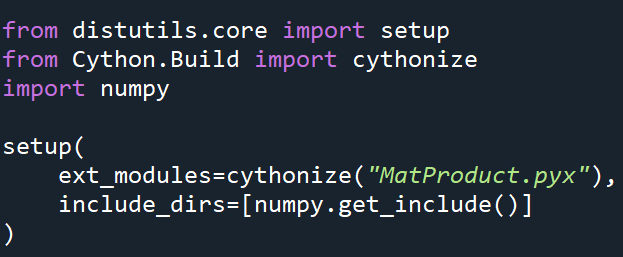 from distutils.core import setup
from Cython.Build import cythonize
import numpy
setup(
    ext_modules=cythonize("MatProduct.pyx"),
    include_dirs=[numpy.get_include()]
)